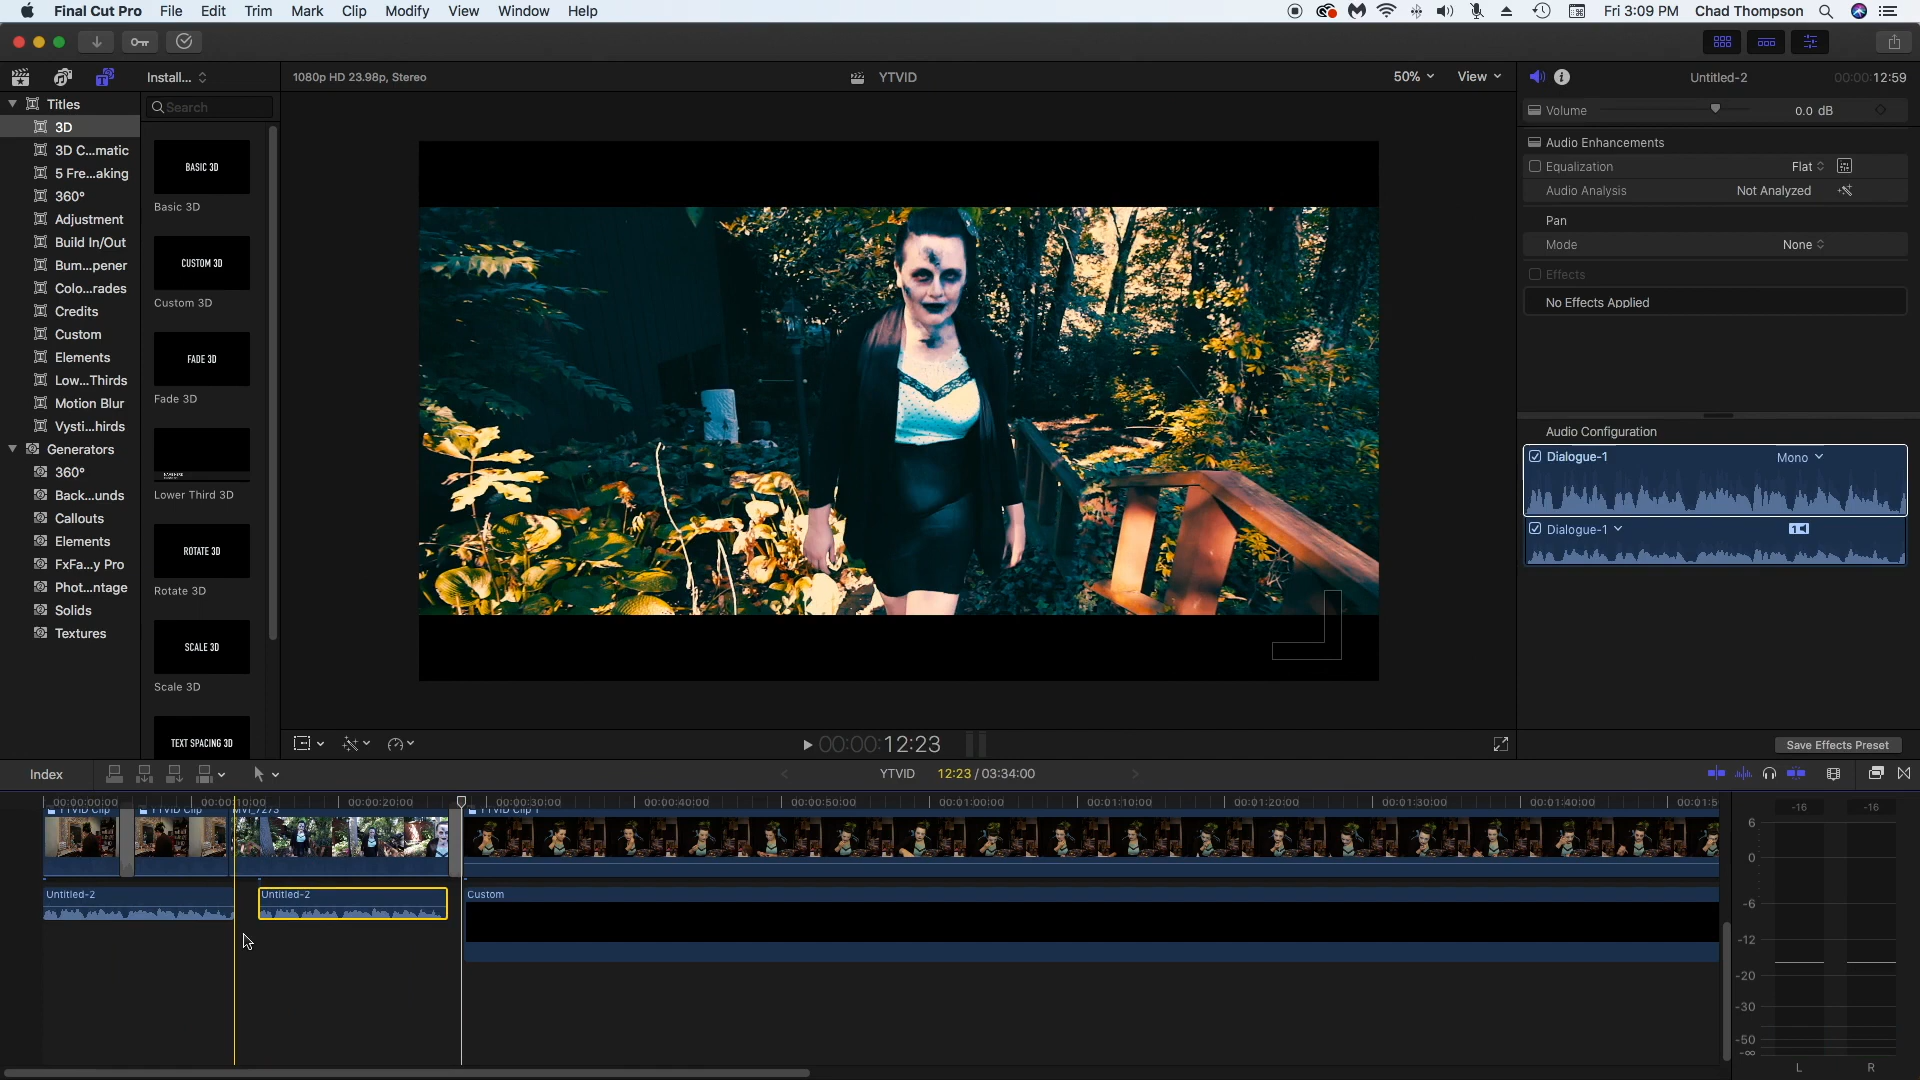 Final Cut Pro File Edit Trim Mark Clip Modify View Window Help Fri 3:09 PM Chad Thompson
Install... 1080p HD 23.98p, Stereo YTVID 50% View Untitled-2 00:00:12:59
Titles
Search
Volume 0.0 dB
3D
3D C...matic
5 Fre...aking
360°
Adjustment
Build In/Out
Bum...pener
Colo...rades
Credits
Custom
Elements
Low...Thirds
Motion Blur
Vysti...hirds
Generators
360°
Back...unds
Callouts
Elements
FxFa...y Pro
Phot...ntage
Solids
Textures
BASIC 3D
Basic 3D
CUSTOM 3D
Custom 3D
FADE 3D
Fade 3D
Lower Third 3D
ROTATE 3D
Rotate 3D
SCALE 3D
Scale 3D
TEXT SPACING 3D
Audio Enhancements
Equalization Flat
Audio Analysis Not Analyzed
Pan
Mode None
Effects
No Effects Applied
Audio Configuration
Dialogue-1 Mono
Dialogue-1 1
00:00:12:23
Save Effects Preset
Index YTVID 12:23 / 03:34:00
00:00:00:00 00:00:10:00 00:00:20:00 00:00:30:00 00:00:40:00 00:00:50:00 00:01:00:00 00:01:10:00 00:01:20:00 00:01:30:00 00:01:40:00 00:01:5
YTVID Clip YTVID Clip MVI_7273 YTVID Clip 1
Untitled-2 Untitled-2 Custom
-16 -16
6
0
-6
-12
-20
-30
-50
-∞
L R